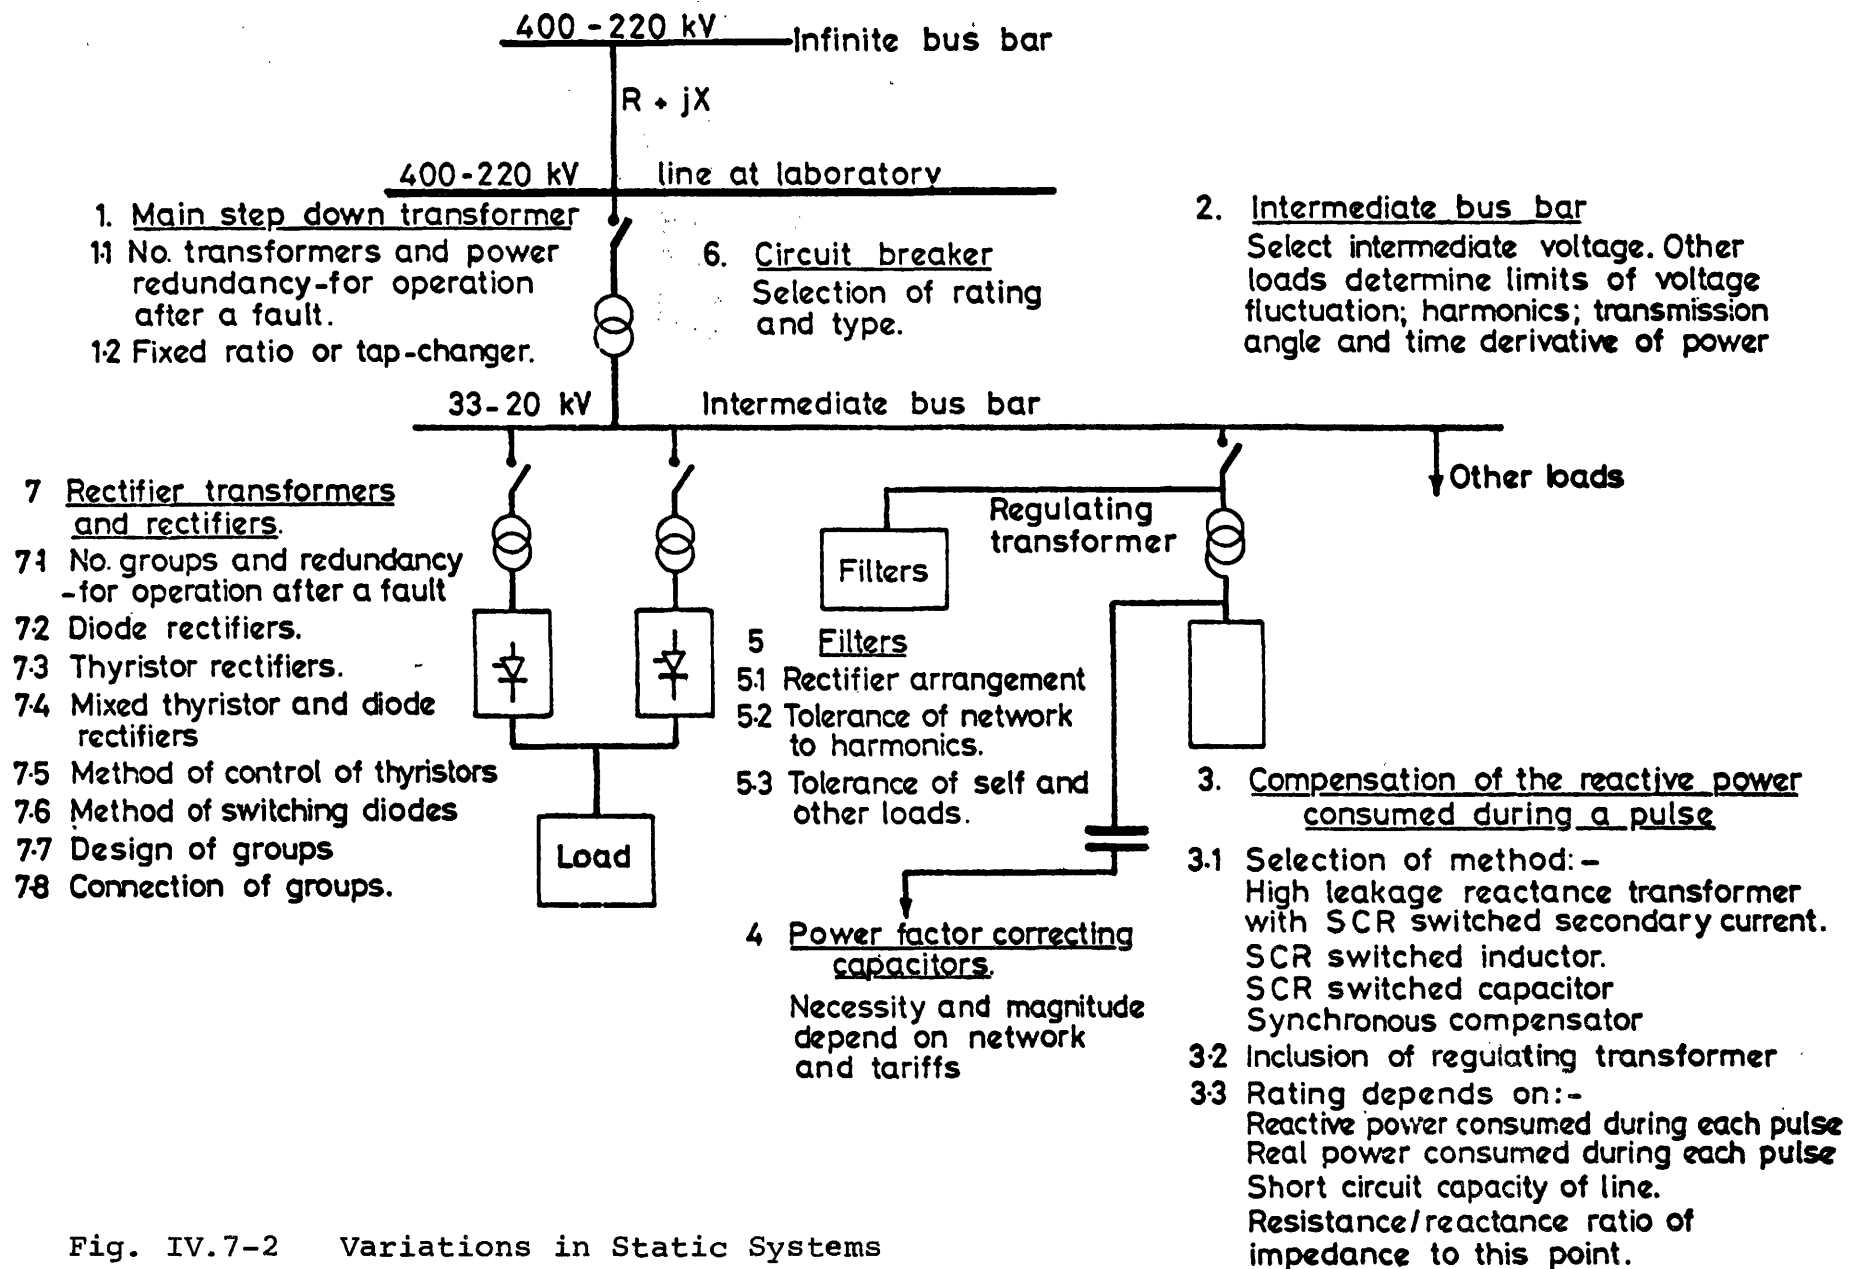 400-220 kV
Infinite bus bar
R + jX
400-220 kV line at laboratory
1. Main step down transformer
1·1 No. transformers and power
redundancy-for operation
after a fault.
1·2 Fixed ratio or tap-changer.
6. Circuit breaker
Selection of rating
and type.
2. Intermediate bus bar
Select intermediate voltage. Other
loads determine limits of voltage
fluctuation; harmonics; transmission
angle and time derivative of power
33-20 kV Intermediate bus bar
Other loads
Regulating
transformer
Filters
7 Rectifier transformers
and rectifiers.
7·1 No. groups and redundancy
-for operation after a fault
7·2 Diode rectifiers.
7·3 Thyristor rectifiers.
7·4 Mixed thyristor and diode
rectifiers
7·5 Method of control of thyristors
7·6 Method of switching diodes
7·7 Design of groups
7·8 Connection of groups.
Load
5 Filters
5.1 Rectifier arrangement
5·2 Tolerance of network
to harmonics.
5·3 Tolerance of self and
other loads.
4 Power factor correcting
capacitors.
Necessity and magnitude
depend on network
and tariffs
3. Compensation of the reactive power
consumed during a pulse
3.1 Selection of method:-
High leakage reactance transformer
with SCR switched secondary current.
SCR switched inductor.
SCR switched capacitor
Synchronous compensator
3·2 Inclusion of regulating transformer
3·3 Rating depends on:-
Reactive power consumed during each pulse
Real power consumed during each pulse
Short circuit capacity of line.
Resistance/reactance ratio of
impedance to this point.
Fig. IV.7-2 Variations in Static Systems